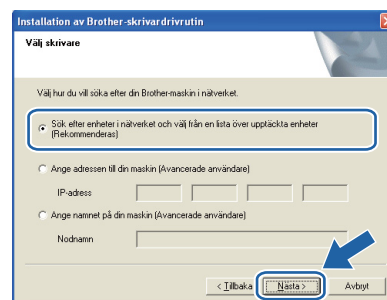 Installation av Brother-skrivardrivrutin
Välj skrivare
Välj hur du vill söka efter din Brother-maskin i nätverket.
Sök efter enheter i nätverket och välj från en lista över upptäckta enheter
(Rekommenderas)
Ange adressen till din maskin (Avancerade användare)
IP-adress
Ange namnet på din maskin (Avancerade användare)
Nodnamn
< Tillbaka
Nästa >
Avbryt